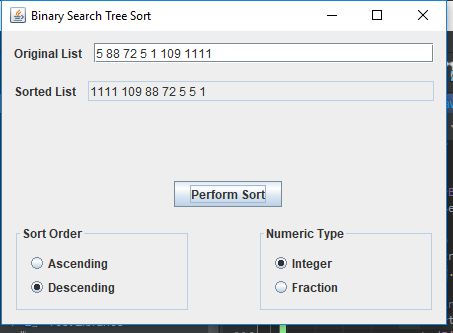 Binary Search Tree Sort
Original List 5 88 72 5 1 109 1111
Sorted List 1111 109 88 72 5 5 1
Perform Sort
Sort Order Numeric Type
Ascending Integer
Descending Fraction